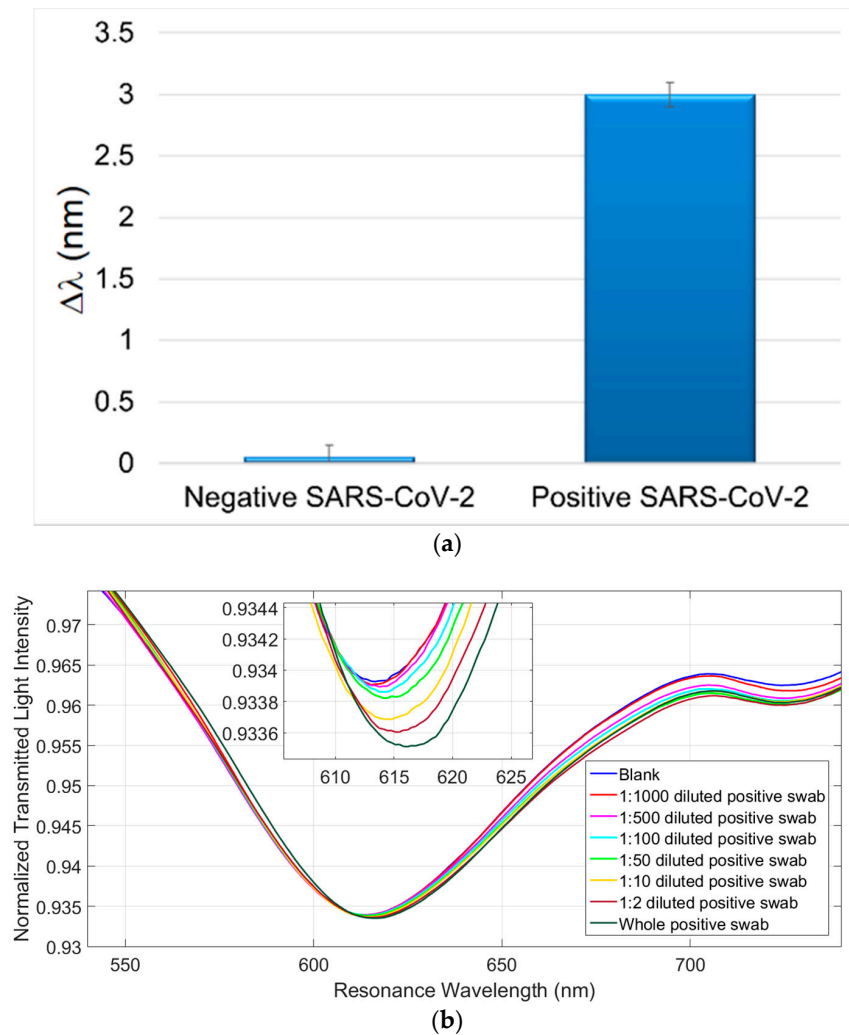 3.5
3
2.5
2
1.5
1
0.5
0
Δλ (nm)
Negative SARS-CoV-2
Positive SARS-CoV-2
(a)
0.97
0.965
0.96
0.955
0.95
0.945
0.94
0.935
0.93
Normalized Transmitted Light Intensity
0.9344
0.9342
0.934
0.9338
0.9336
610 615 620 625
Blank
1:1000 diluted positive swab
1:500 diluted positive swab
1:100 diluted positive swab
1:50 diluted positive swab
1:10 diluted positive swab
1:2 diluted positive swab
Whole positive swab
550 600 650 700
Resonance Wavelength (nm)
(b)